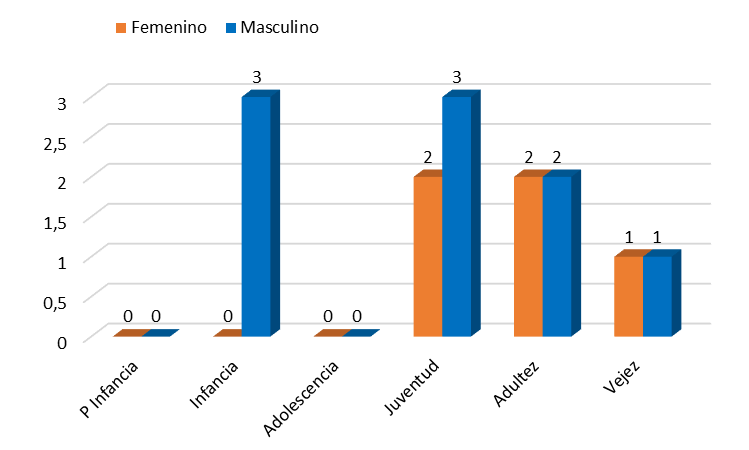 Femenino Masculino
3 3
3
2,5
2 2 2
2
1,5
1 1
1
0,5
0 0 0 0 0
0
P Infancia Infancia Adolescencia Juventud Adultez Vejez